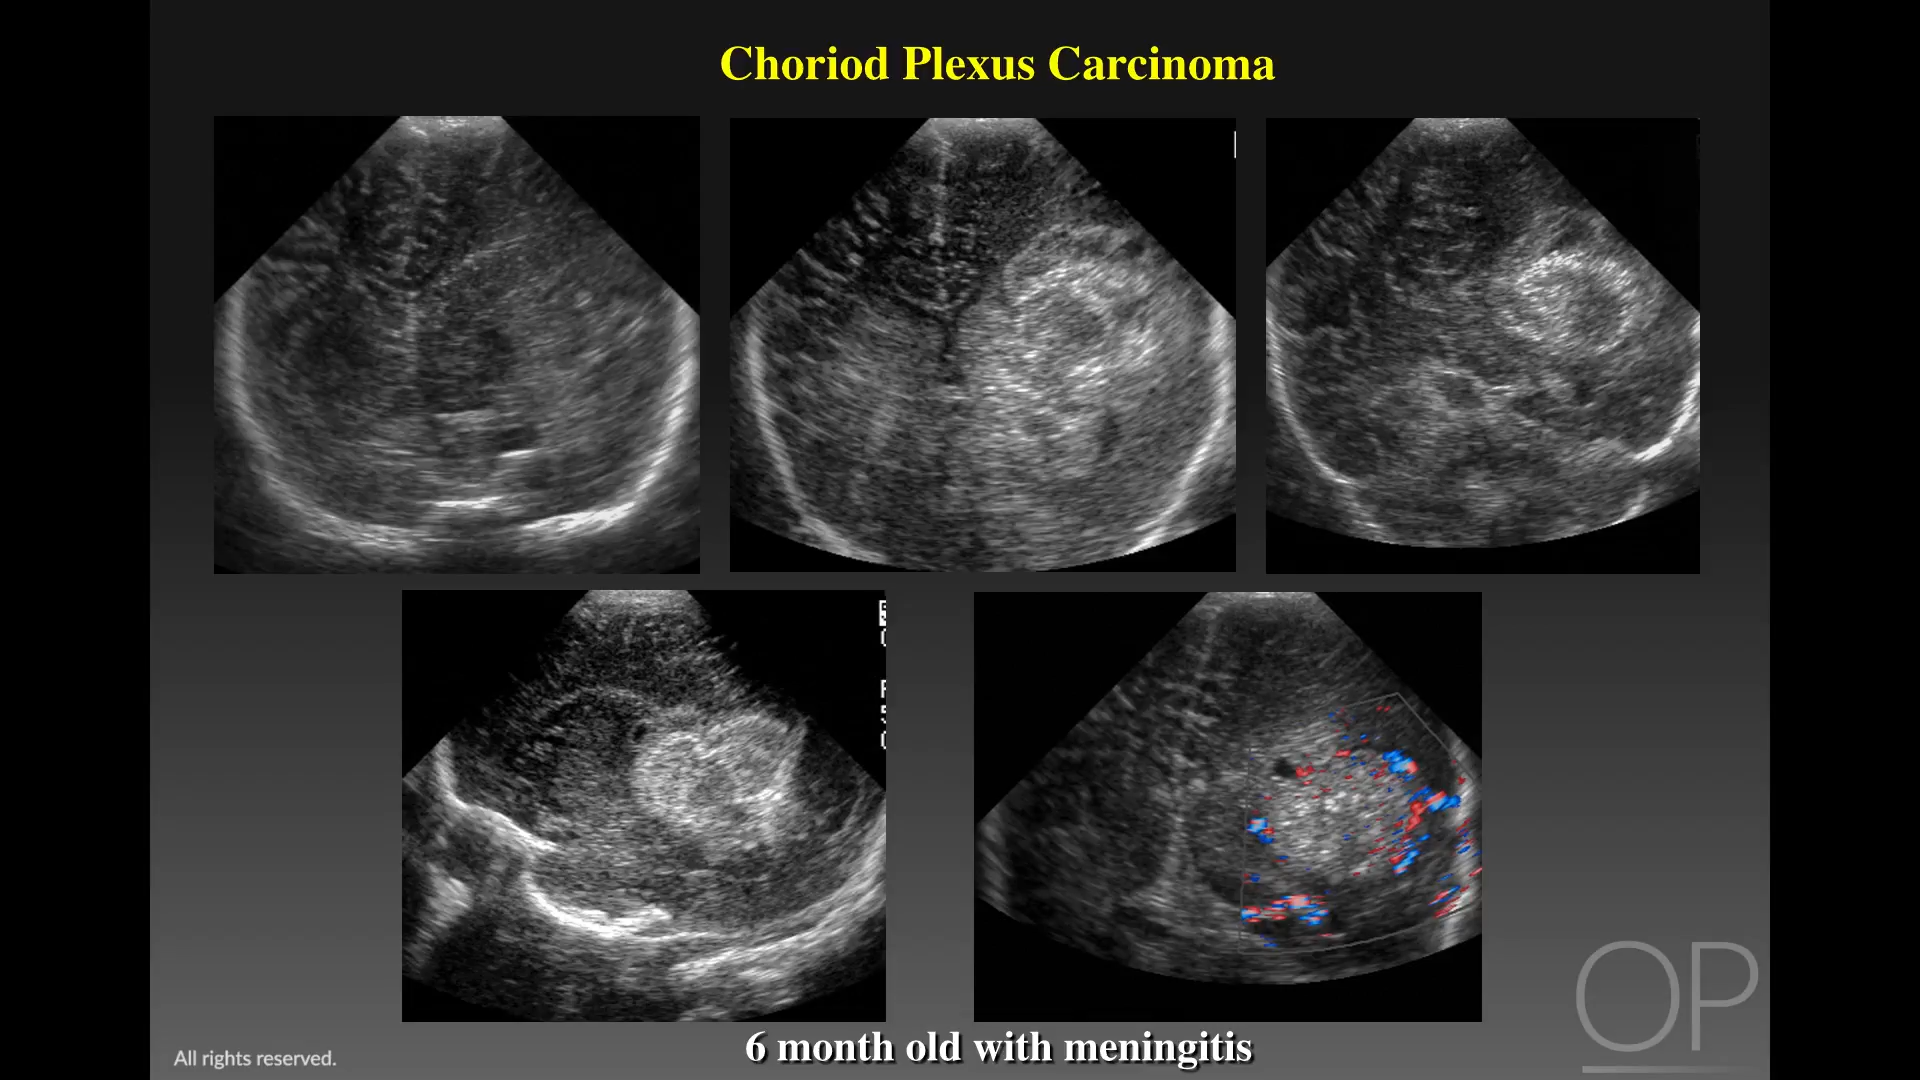 Choriod Plexus Carcinoma
6 month old with meningitis
All rights reserved.
OP